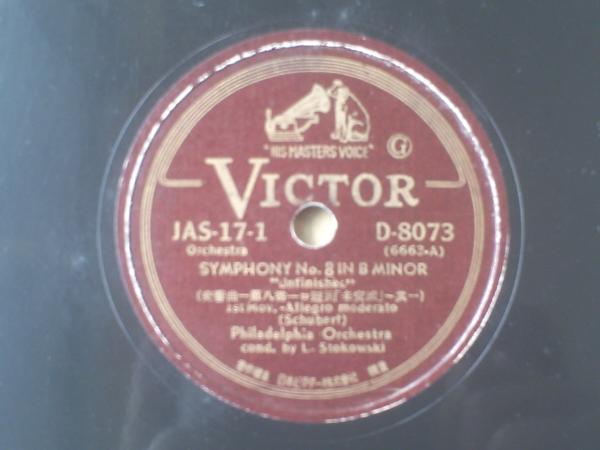 "HIS MASTERS VOICE"
G
VICTOR
JAS-17-1 D-8073
Orchestra (6663-A)
SYMPHONY No. 8 IN B MINOR
"Unfinished"
1st Mov. -Allegro moderato
(Schubert)
Philadelphia Orchestra
cond. by L. Stokowski